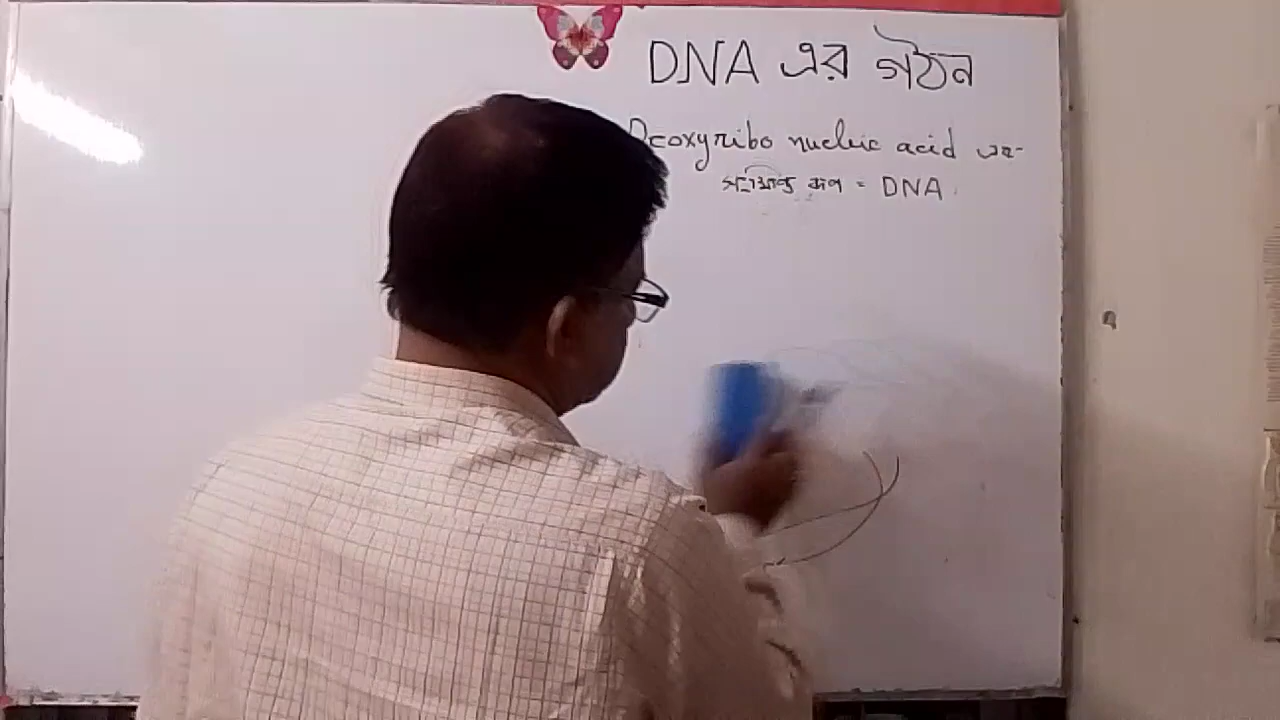 DNA এর গঠন
Deoxyribo nucleic acid এর
সংক্ষিপ্ত রূপ = DNA